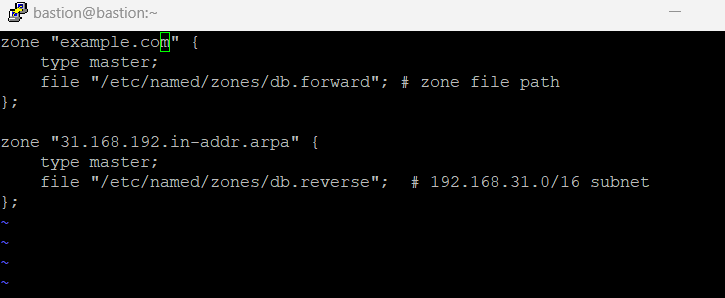 bastion@bastion:~
zone "example.com" {
    type master;
    file "/etc/named/zones/db.forward"; # zone file path
};

zone "31.168.192.in-addr.arpa" {
    type master;
    file "/etc/named/zones/db.reverse";  # 192.168.31.0/16 subnet
};
~
~
~
~